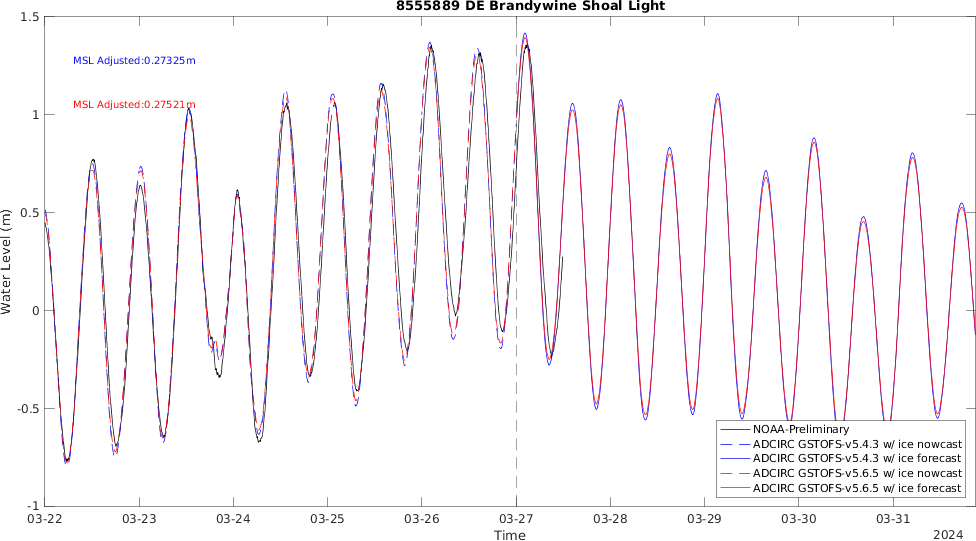 8555889 DE Brandywine Shoal Light
1.5
MSL Adjusted:0.27325m
MSL Adjusted:0.27521m
1
0.5
0
-0.5
-1
Water Level (m)
NOAA-Preliminary
ADCIRC GSTOFS-v5.4.3 w/ ice nowcast
ADCIRC GSTOFS-v5.4.3 w/ ice forecast
ADCIRC GSTOFS-v5.6.5 w/ ice nowcast
ADCIRC GSTOFS-v5.6.5 w/ ice forecast
03-22 03-23 03-24 03-25 03-26 03-27 03-28 03-29 03-30 03-31
Time
2024